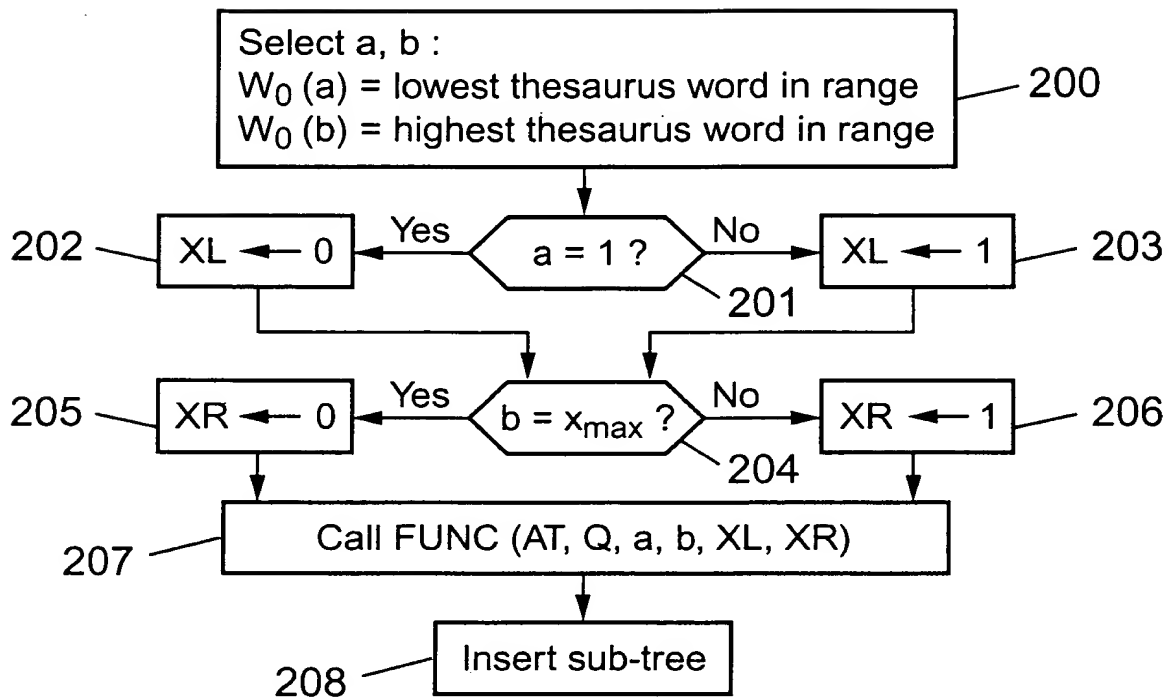 Select a, b :
W0 (a) = lowest thesaurus word in range
W0 (b) = highest thesaurus word in range
200
202
XL ← 0
Yes
a = 1 ?
No
XL ← 1
203
201
205
XR ← 0
Yes
b = xmax ?
No
XR ← 1
206
204
207
Call FUNC (AT, Q, a, b, XL, XR)
208
Insert sub-tree